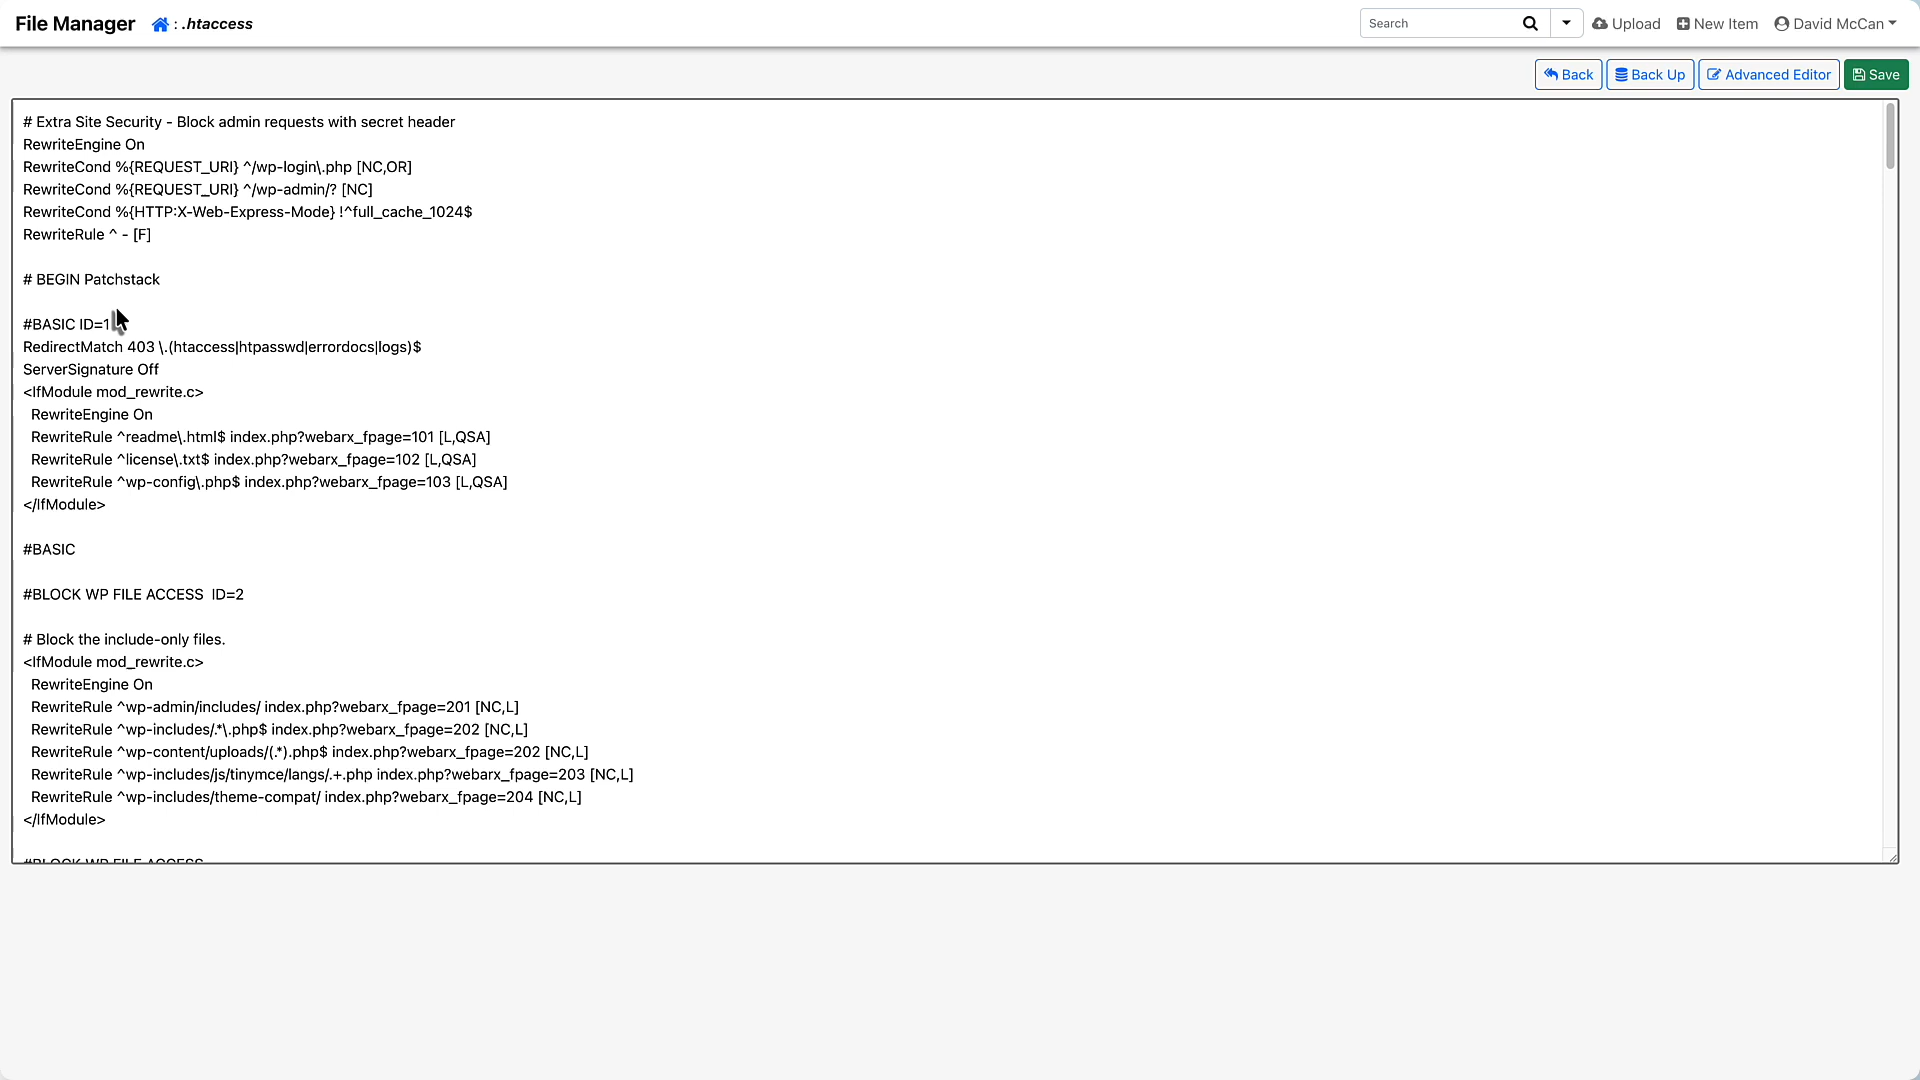 File Manager : .htaccess
Search Upload New Item David McCan
Back Back Up Advanced Editor Save
# Extra Site Security - Block admin requests with secret header
RewriteEngine On
RewriteCond %{REQUEST_URI} ^/wp-login\.php [NC,OR]
RewriteCond %{REQUEST_URI} ^/wp-admin/? [NC]
RewriteCond %{HTTP:X-Web-Express-Mode} !^full_cache_1024$
RewriteRule ^ - [F]
# BEGIN Patchstack
#BASIC ID=1
RedirectMatch 403 \.(htaccess|htpasswd|errordocs|logs)$
ServerSignature Off
<IfModule mod_rewrite.c>
RewriteEngine On
RewriteRule ^readme\.html$ index.php?webarx_fpage=101 [L,QSA]
RewriteRule ^license\.txt$ index.php?webarx_fpage=102 [L,QSA]
RewriteRule ^wp-config\.php$ index.php?webarx_fpage=103 [L,QSA]
</IfModule>
#BASIC
#BLOCK WP FILE ACCESS  ID=2
# Block the include-only files.
<IfModule mod_rewrite.c>
RewriteEngine On
RewriteRule ^wp-admin/includes/ index.php?webarx_fpage=201 [NC,L]
RewriteRule ^wp-includes/.*\.php$ index.php?webarx_fpage=202 [NC,L]
RewriteRule ^wp-content/uploads/(.*).php$ index.php?webarx_fpage=202 [NC,L]
RewriteRule ^wp-includes/js/tinymce/langs/.+.php index.php?webarx_fpage=203 [NC,L]
RewriteRule ^wp-includes/theme-compat/ index.php?webarx_fpage=204 [NC,L]
</IfModule>
#BLOCK WP FILE ACCESS